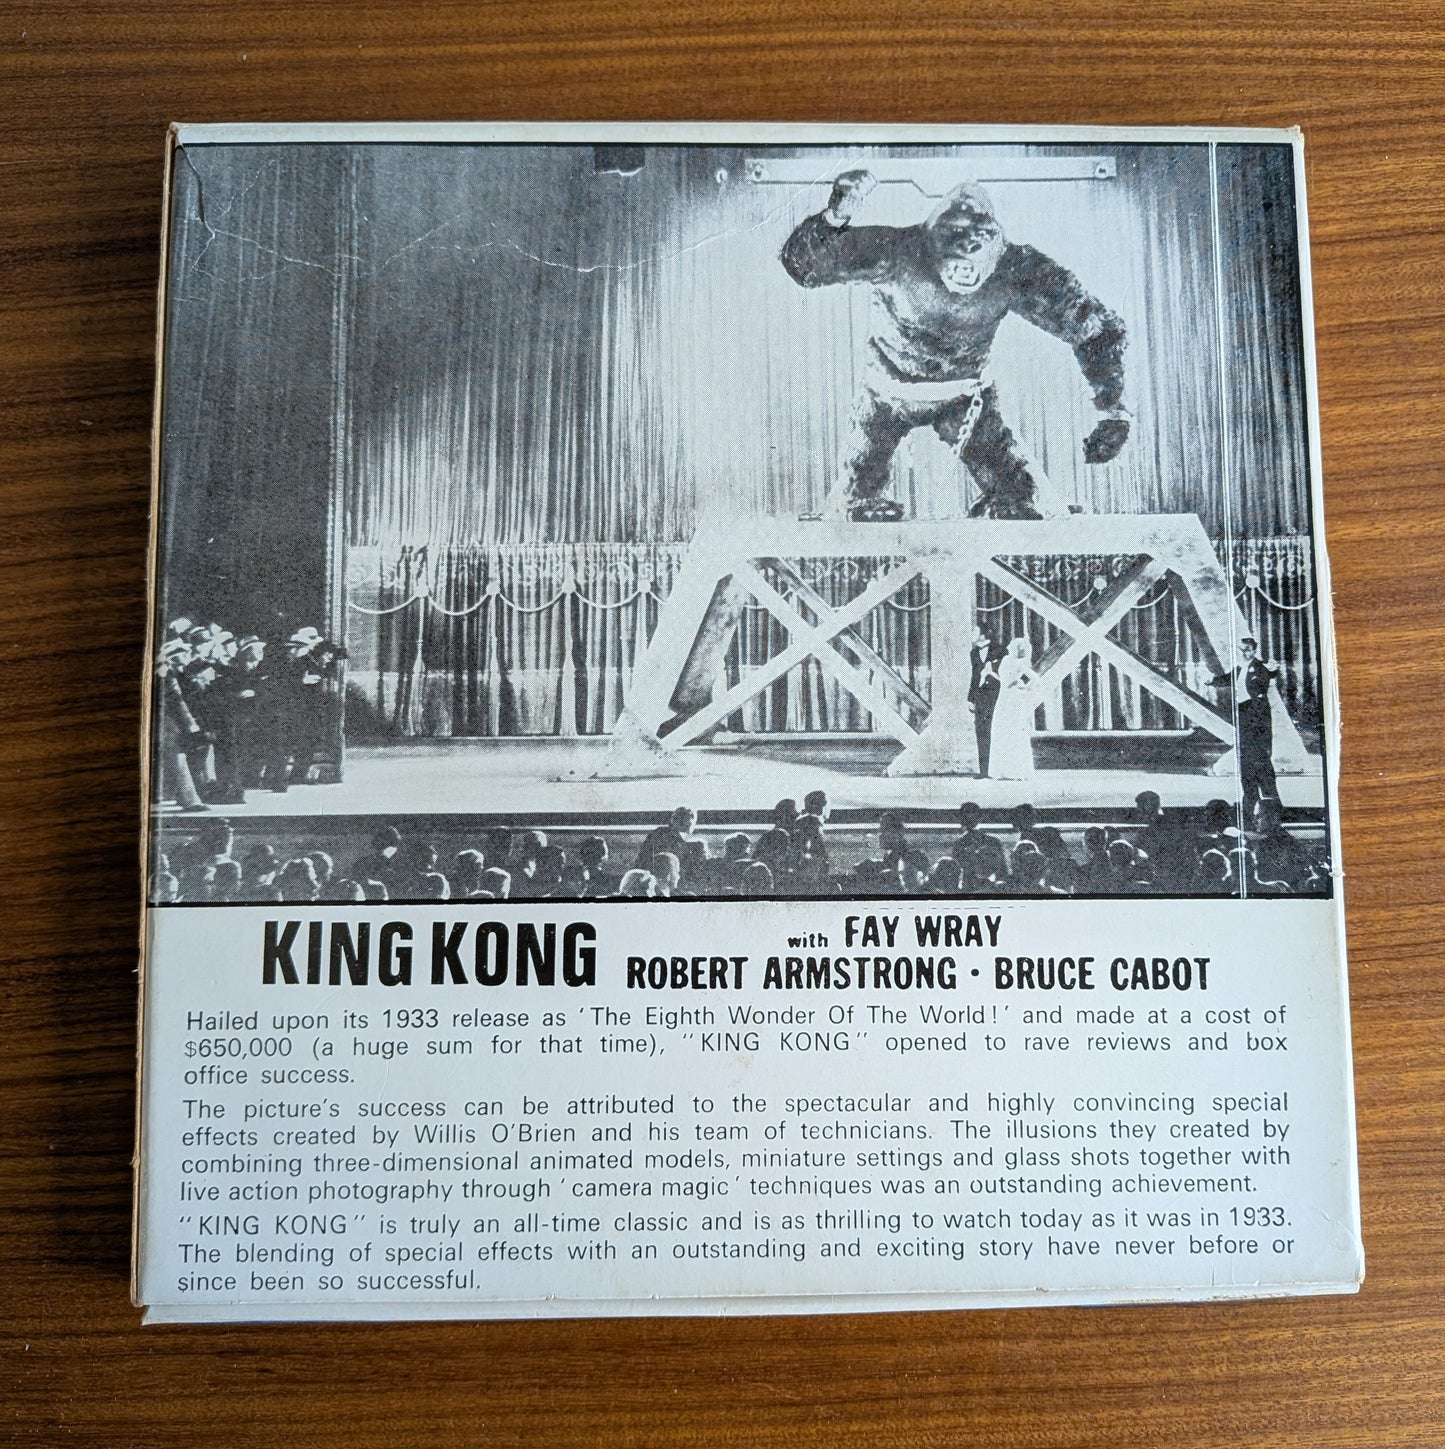 KING KONG with FAY WRAY
ROBERT ARMSTRONG · BRUCE CABOT
Hailed upon its 1933 release as 'The Eighth Wonder Of The World!' and made at a cost of
$650,000 (a huge sum for that time), "KING KONG" opened to rave reviews and box
office success.
The picture's success can be attributed to the spectacular and highly convincing special
effects created by Willis O'Brien and his team of technicians. The illusions they created by
combining three-dimensional animated models, miniature settings and glass shots together with
live action photography through 'camera magic' techniques was an outstanding achievement.
"KING KONG" is truly an all-time classic and is as thrilling to watch today as it was in 1933.
The blending of special effects with an outstanding and exciting story have never before or
since been so successful.